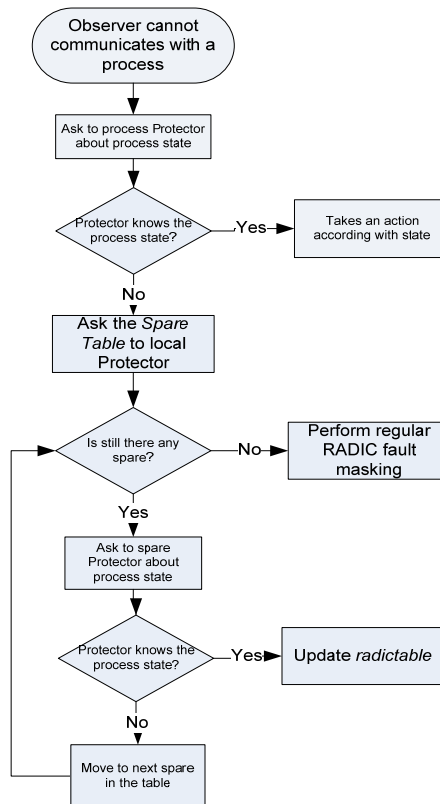 Observer cannot
communicates with a
process
Ask to process Protector
about process state
Protector knows the
process state?
Yes
Takes an action
according with state
No
Ask the Spare
Table to local
Protector
Is still there any
spare?
No
Perform regular
RADIC fault
masking
Yes
Ask to spare
Protector about
process state
Protector knows the
process state?
Yes
Update radictable
No
Move to next spare
in the table